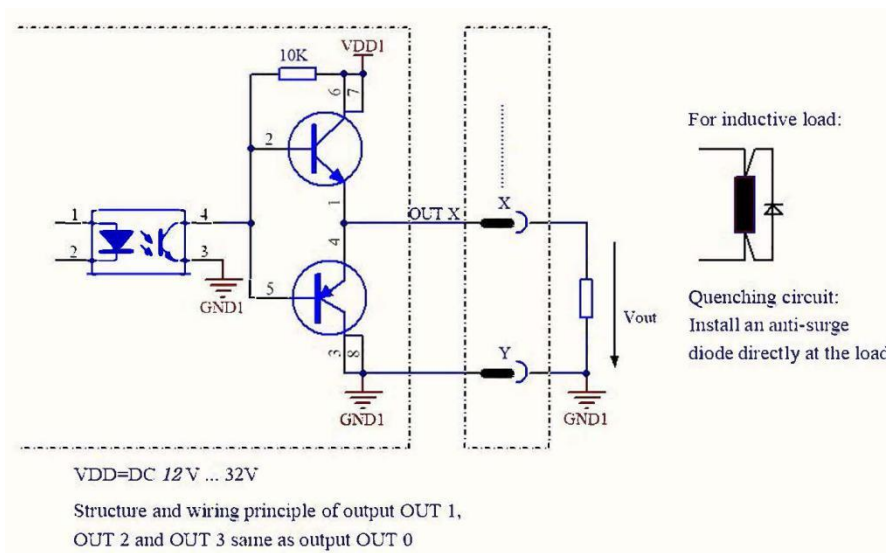 VDD1
10K
6
7
2
For inductive load:
1
OUT X
X
1
4
2
3
4
GND1
5
Vout
Quenching circuit:
Install an anti-surge
diode directly at the load
3
8
Y
GND1
GND1
VDD=DC 12V ... 32V
Structure and wiring principle of output OUT 1,
OUT 2 and OUT 3 same as output OUT 0